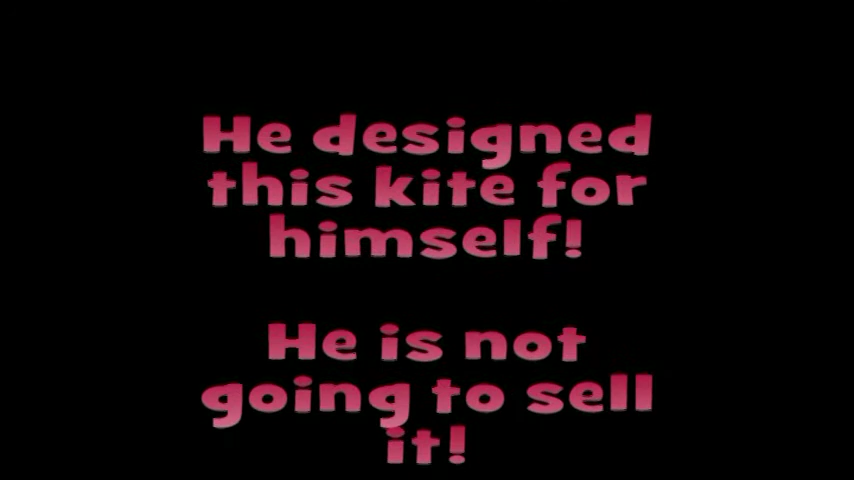 He designed
this kite for
himself!
He is not
going to sell
it!